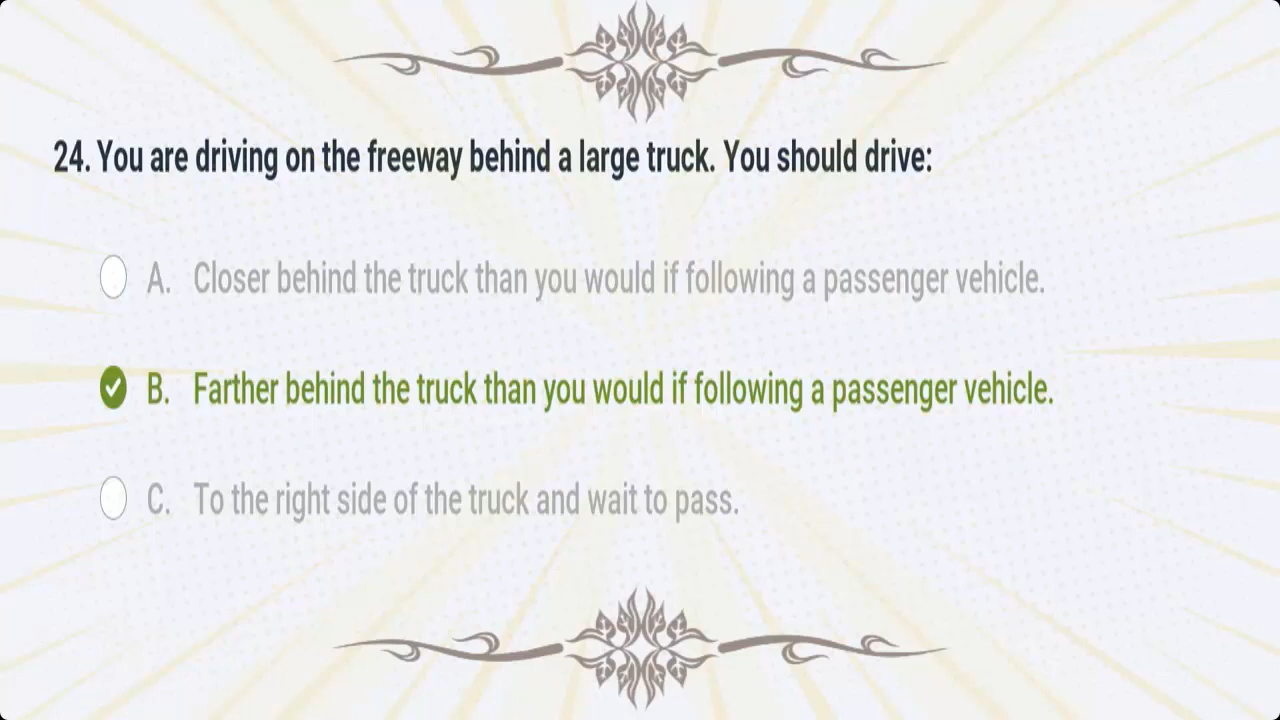 24. You are driving on the freeway behind a large truck. You should drive:
A. Closer behind the truck than you would if following a passenger vehicle.
B. Farther behind the truck than you would if following a passenger vehicle.
C. To the right side of the truck and wait to pass.